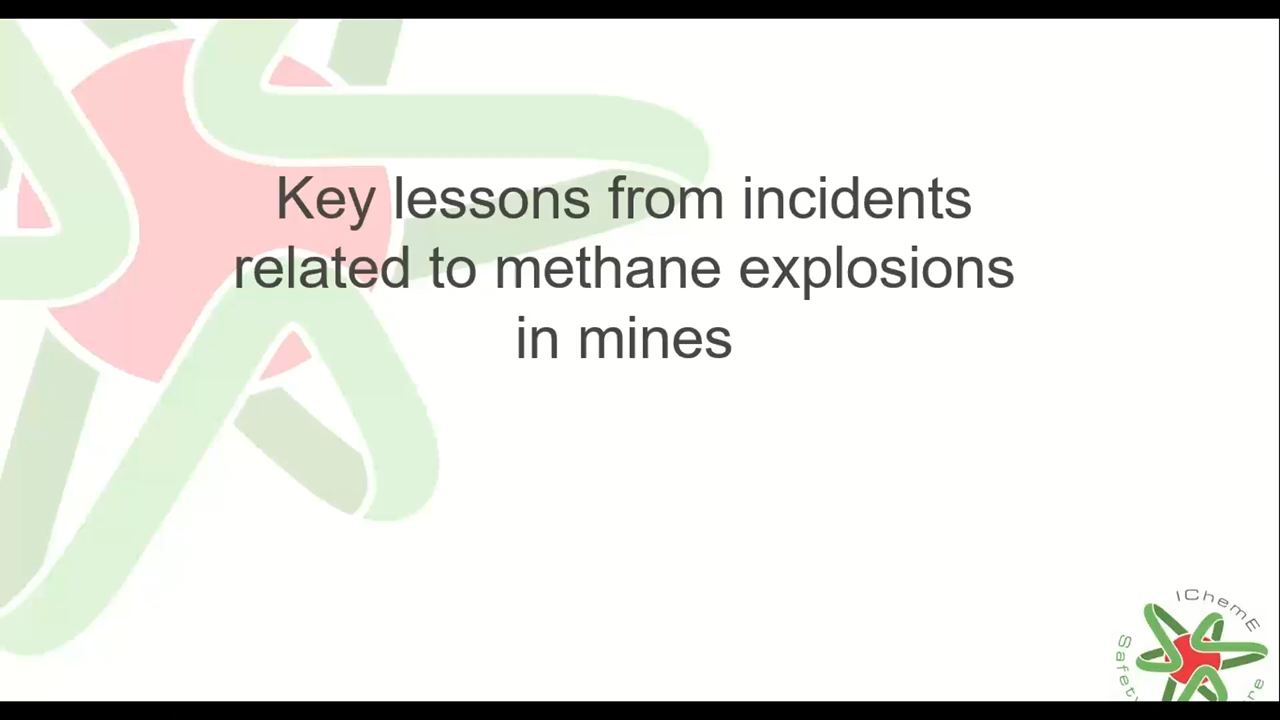 Key lessons from incidents
related to methane explosions
in mines
IChemE